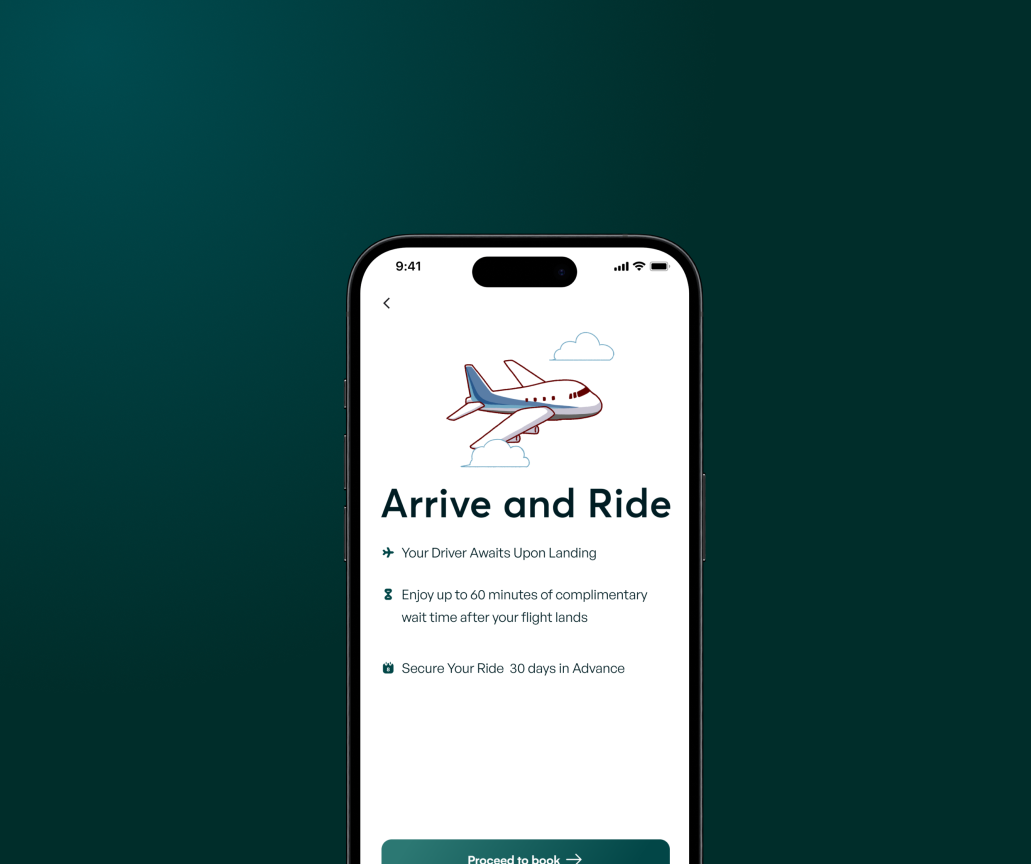 9:41
Arrive and Ride
Your Driver Awaits Upon Landing
Enjoy up to 60 minutes of complimentary
wait time after your flight lands
Secure Your Ride  30 days in Advance
Proceed to book